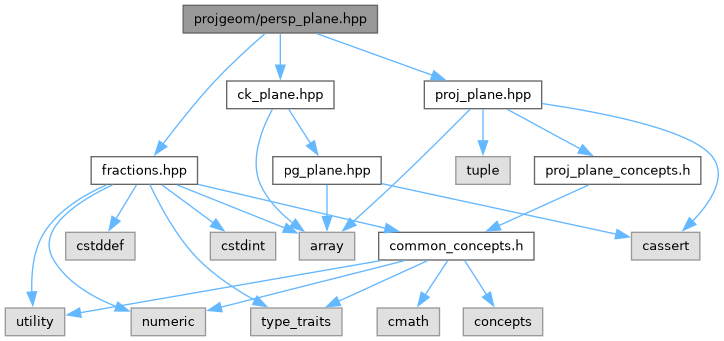 projgeom/persp_plane.hpp
ck_plane.hpp
proj_plane.hpp
fractions.hpp
pg_plane.hpp
tuple
proj_plane_concepts.h
cstddef
cstdint
array
common_concepts.h
cassert
utility
numeric
type_traits
cmath
concepts